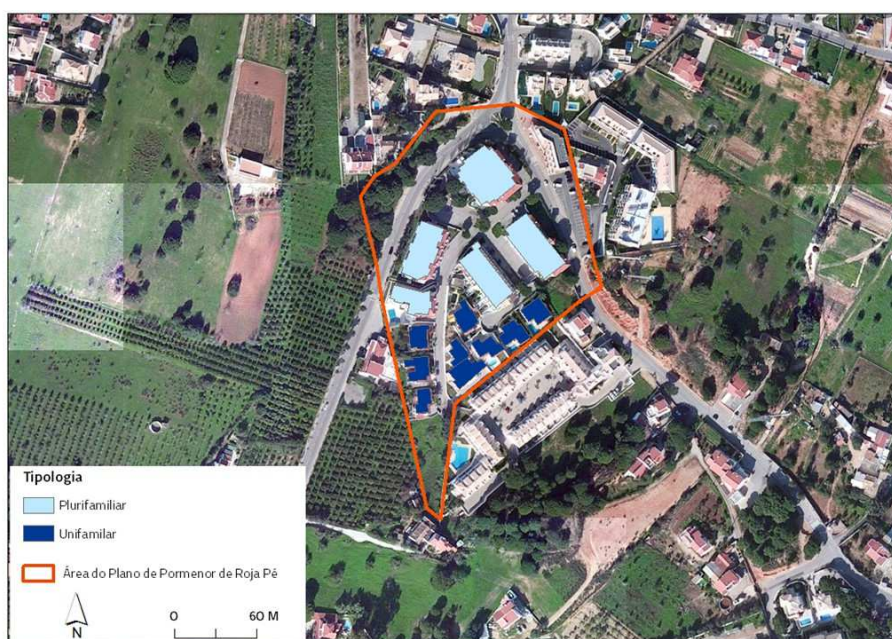 Tipologia
Plurifamiliar
Unifamilar
Área do Plano de Pormenor de Roja Pé
N
0 60 M